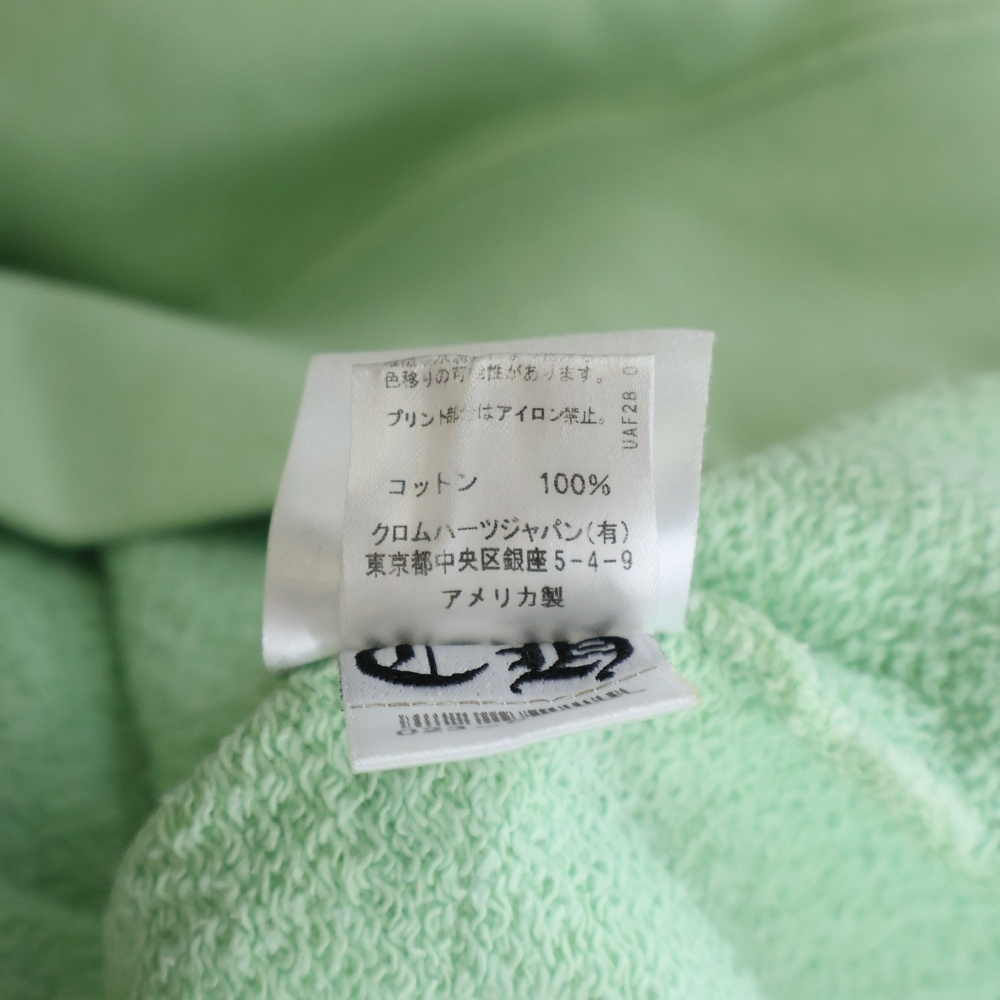 色移りの可能性があります。
プリント部分はアイロン禁止。
UAF28 0
コットン 100%
クロムハーツジャパン(有)
東京都中央区銀座5-4-9
アメリカ製